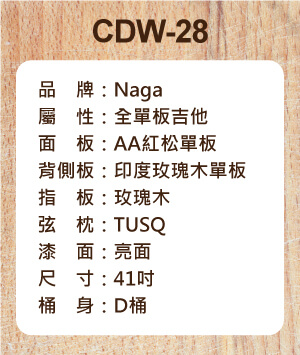 CDW-28
品　牌：Naga
屬　性：全單板吉他
面　板：AA紅松單板
背側板：印度玫瑰木單板
指　板：玫瑰木
弦　枕：TUSQ
漆　面：亮面
尺　寸：41吋
桶　身：D桶